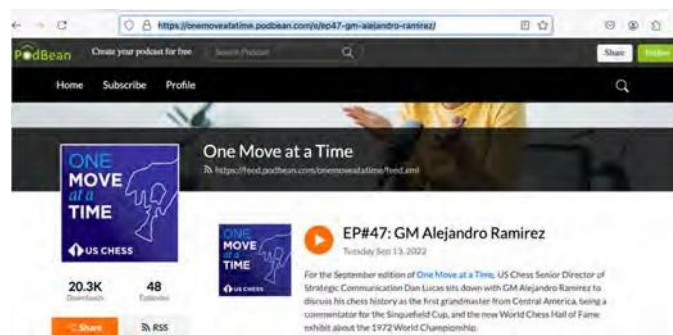 https://onemoveatatime.podbean.com/e/ep47-gm-alejandro-ramirez/
PodBean
Create your podcast for free
Search Podcast
Share
Follow
Home Subscribe Profile
One Move at a Time
https://feed.podbean.com/onemoveatatime/feed.xml
ONE
MOVE
at a
TIME
US CHESS
20.3K
Downloads
48
Episodes
Share
RSS
ONE
MOVE
at a
TIME
US CHESS
EP#47: GM Alejandro Ramirez
Tuesday Sep 13, 2022
For the September edition of One Move at a Time, US Chess Senior Director of
Strategic Communication Dan Lucas sits down with GM Alejandro Ramirez to
discuss his chess history as the first grandmaster from Central America, being a
commentator for the Sinquefield Cup, and the new World Chess Hall of Fame
exhibit about the 1972 World Championship.